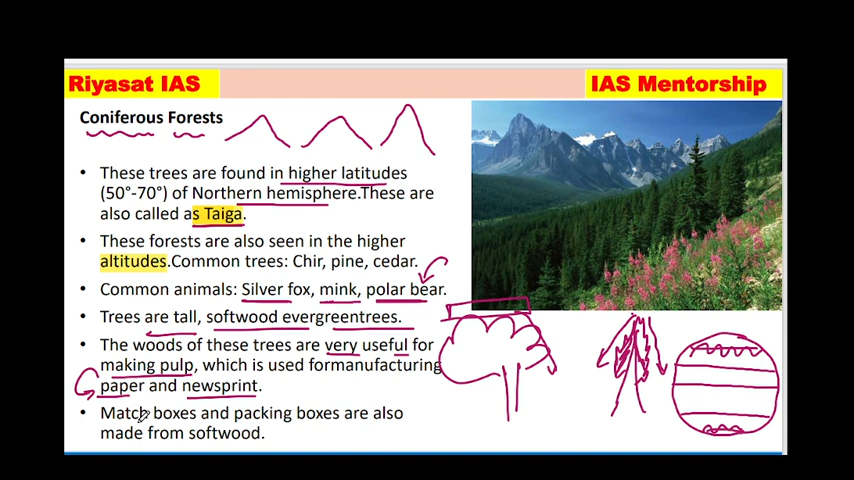 Riyasat IAS
IAS Mentorship
Coniferous Forests
• These trees are found in higher latitudes
(50°-70°) of Northern hemisphere.These are
also called as Taiga.
• These forests are also seen in the higher
altitudes.Common trees: Chir, pine, cedar.
• Common animals: Silver fox, mink, polar bear.
• Trees are tall, softwood evergreentrees.
• The woods of these trees are very useful for
making pulp, which is used formanufacturing
paper and newsprint.
• Match boxes and packing boxes are also
made from softwood.